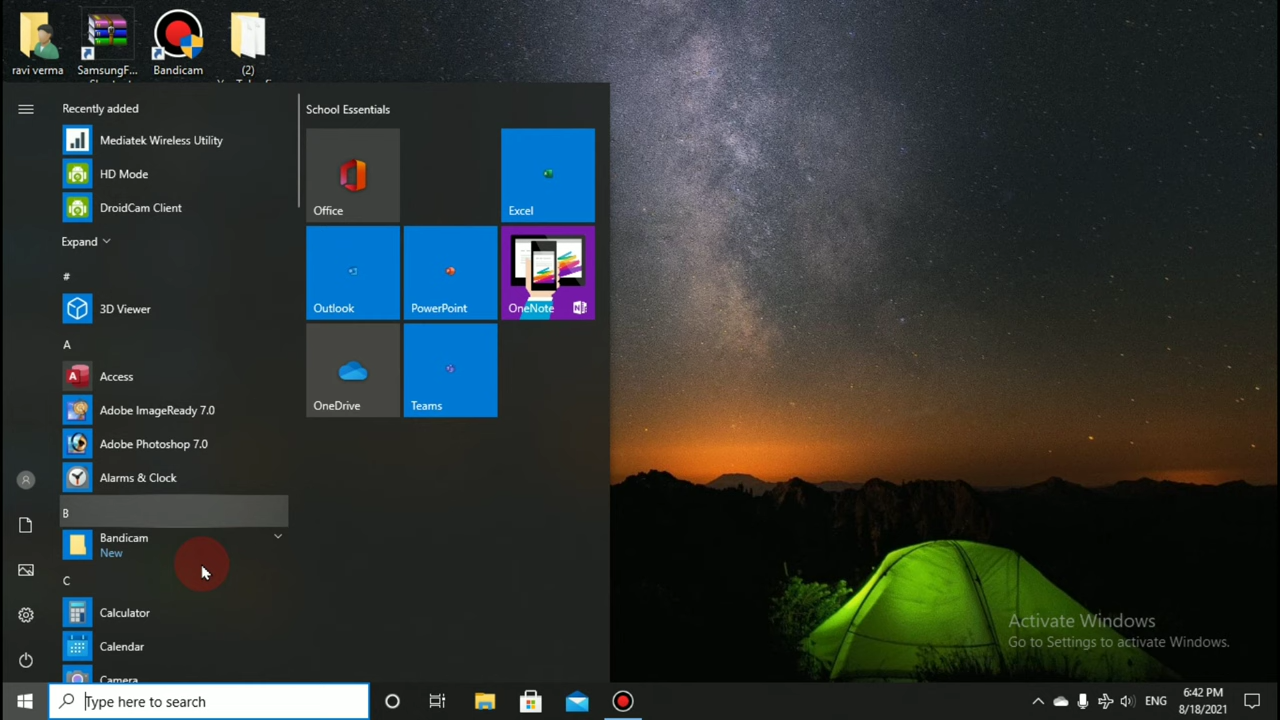 ravi verma
SamsungF...
Bandicam
(2)
Recently added
Mediatek Wireless Utility
HD Mode
DroidCam Client
Expand
#
3D Viewer
A
Access
Adobe ImageReady 7.0
Adobe Photoshop 7.0
Alarms & Clock
B
Bandicam
New
C
Calculator
Calendar
Camera
School Essentials
Office
Excel
Outlook
PowerPoint
OneNote
OneDrive
Teams
Activate Windows
Go to Settings to activate Windows.
Type here to search
ENG
6:42 PM
8/18/2021